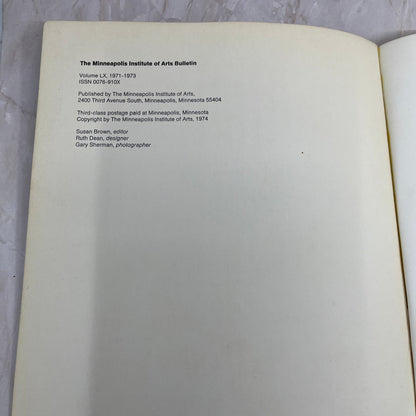 The Minneapolis Institute of Arts Bulletin
Volume LX, 1971-1973
ISSN 0076-910X
Published by The Minneapolis Institute of Arts,
2400 Third Avenue South, Minneapolis, Minnesota 55404
Third-class postage paid at Minneapolis, Minnesota
Copyright by The Minneapolis Institute of Arts, 1974
Susan Brown, editor
Ruth Dean, designer
Gary Sherman, photographer